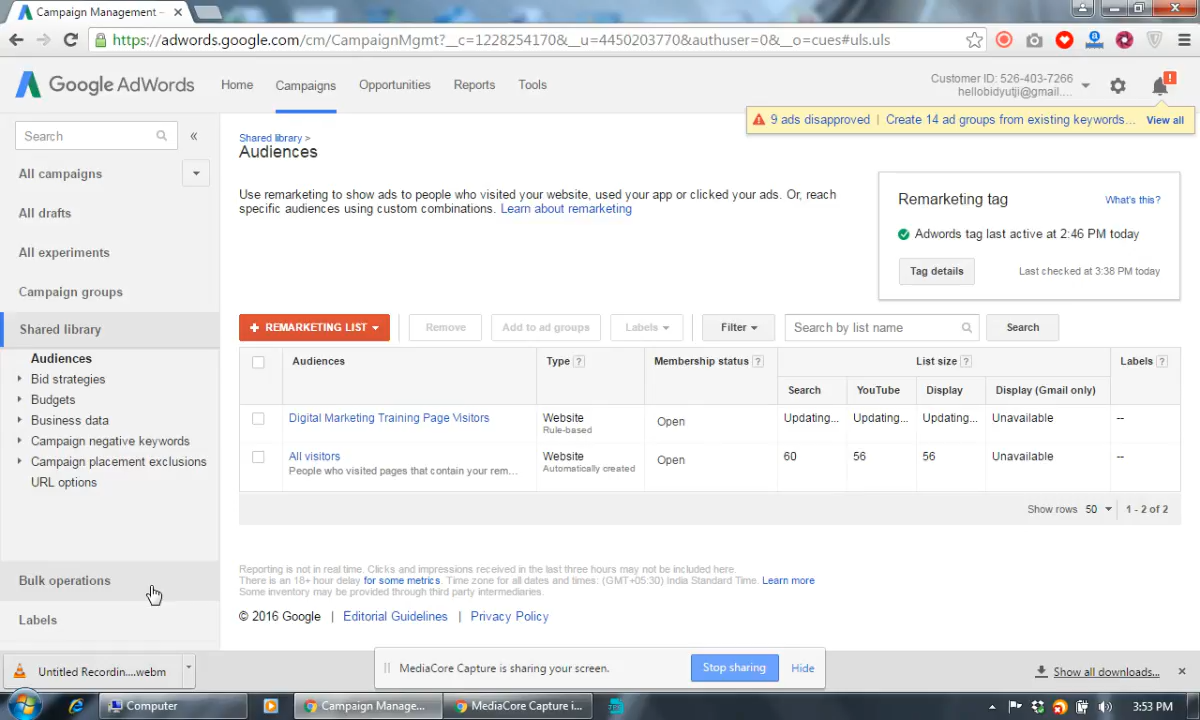 Campaign Management –
https://adwords.google.com/cm/CampaignMgmt?__c=1228254170&__u=4450203770&authuser=0&__o=cues#uls.uls
Google AdWords
Home
Campaigns
Opportunities
Reports
Tools
Customer ID: 526-403-7266
hellobidyutji@gmail....
9 ads disapproved | Create 14 ad groups from existing keywords... View all
Search
«
All campaigns
All drafts
All experiments
Campaign groups
Shared library
Audiences
Bid strategies
Budgets
Business data
Campaign negative keywords
Campaign placement exclusions
URL options
Bulk operations
Labels
Shared library >
Audiences
Use remarketing to show ads to people who visited your website, used your app or clicked your ads. Or, reach
specific audiences using custom combinations. Learn about remarketing
Remarketing tag
What's this?
Adwords tag last active at 2:46 PM today
Tag details
Last checked at 3:38 PM today
+ REMARKETING LIST
Remove
Add to ad groups
Labels
Filter
Search by list name
Search
Audiences
Type ?
Membership status ?
List size ?
Labels ?
Search
YouTube
Display
Display (Gmail only)
Digital Marketing Training Page Visitors
Website
Rule-based
Open
Updating...
Updating...
Updating...
Unavailable
--
All visitors
People who visited pages that contain your rem...
Website
Automatically created
Open
60
56
56
Unavailable
--
Show rows 50
1 - 2 of 2
Reporting is not in real time. Clicks and impressions received in the last three hours may not be included here.
There is an 18+ hour delay for some metrics. Time zone for all dates and times: (GMT+05:30) India Standard Time. Learn more
Some inventory may be provided through third party intermediaries.
© 2016 Google | Editorial Guidelines | Privacy Policy
Untitled Recordin....webm
MediaCore Capture is sharing your screen.
Stop sharing
Hide
Show all downloads...
Computer
Campaign Manage...
MediaCore Capture i...
3:53 PM